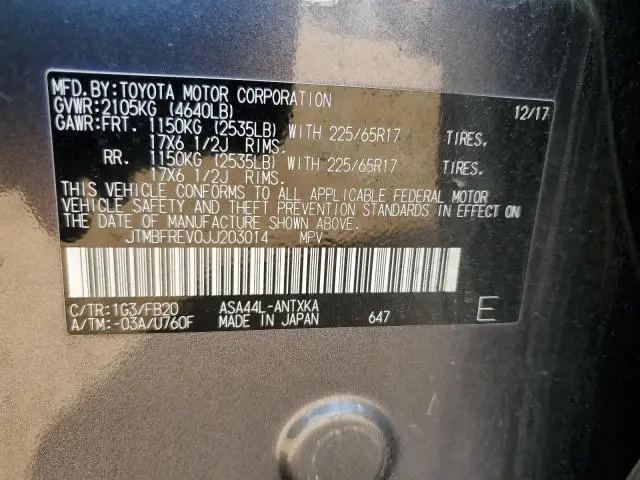 MFD.BY:TOYOTA MOTOR CORPORATION 12/17
GVWR:2105KG (4640LB)
GAWR:FRT. 1150KG (2535LB) WITH 225/65R17 TIRES.
17X6 1/2J RIMS.
RR. 1150KG (2535LB) WITH 225/65R17 TIRES.
17X6 1/2J RIMS.
THIS VEHICLE CONFORMS TO ALL APPLICABLE FEDERAL MOTOR
VEHICLE SAFETY AND THEFT PREVENTION STANDARDS IN EFFECT ON
THE DATE OF MANUFACTURE SHOWN ABOVE.
JTMBFREV0JJ203014 MPV
C/TR:1G3/FB20 ASA44L-ANTXKA
A/TM:-03A/U760F MADE IN JAPAN 647 E